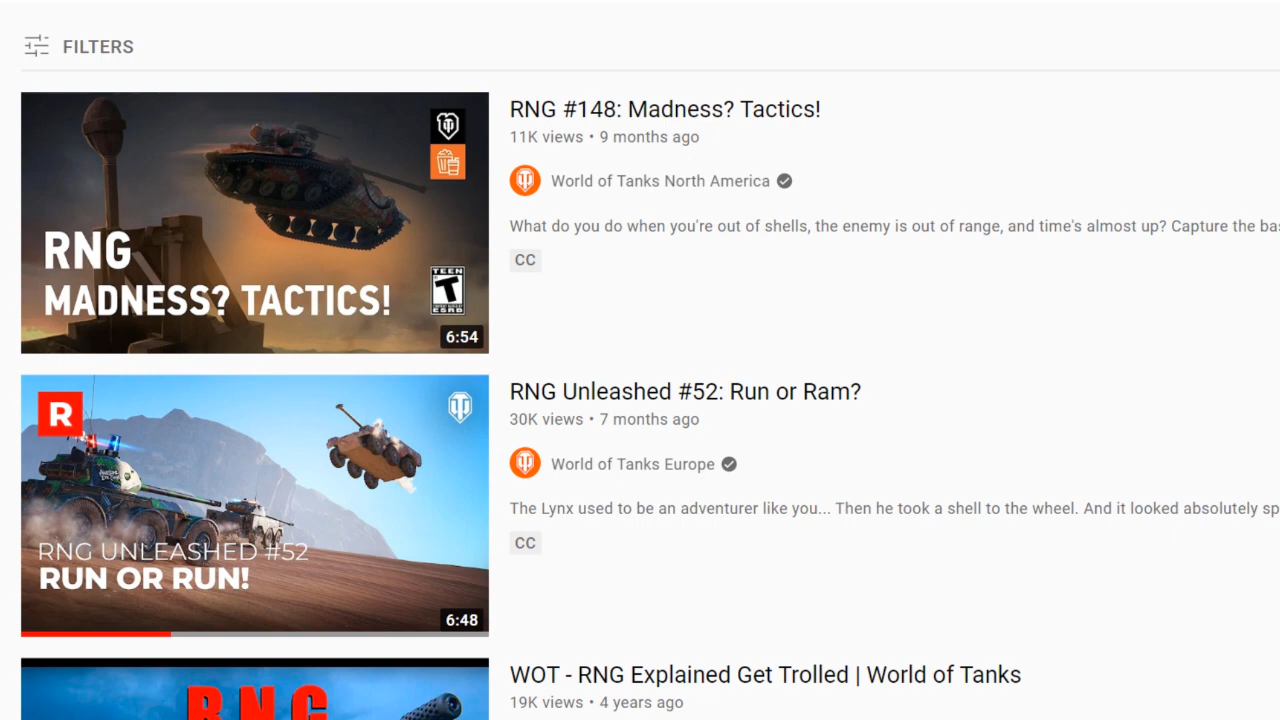 FILTERS
RNG
MADNESS? TACTICS!
TEEN
T
ESRB
6:54
RNG #148: Madness? Tactics!
11K views • 9 months ago
World of Tanks North America
What do you do when you're out of shells, the enemy is out of range, and time's almost up? Capture the ba
CC
R
RNG UNLEASHED #52
RUN OR RUN!
6:48
RNG Unleashed #52: Run or Ram?
30K views • 7 months ago
World of Tanks Europe
The Lynx used to be an adventurer like you... Then he took a shell to the wheel. And it looked absolutely sp
CC
RNG
WOT - RNG Explained Get Trolled | World of Tanks
19K views • 4 years ago